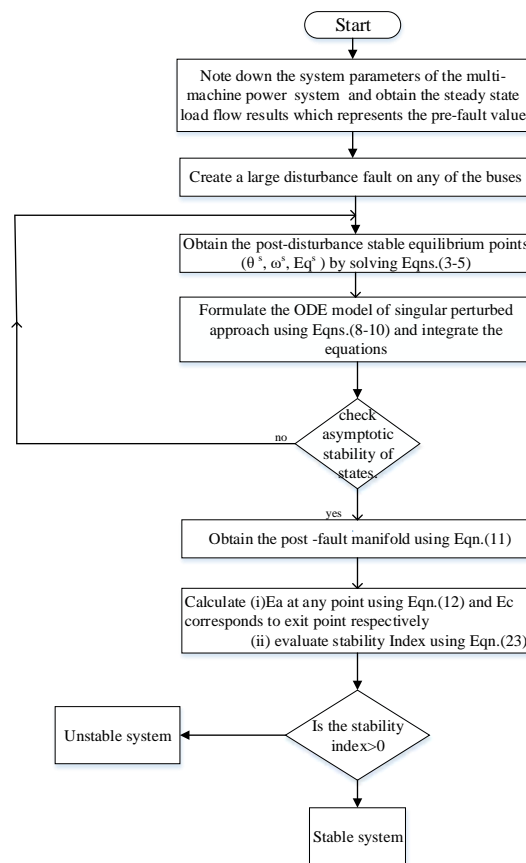 Start
Note down the system parameters of the multi-
machine power system and obtain the steady state
load flow results which represents the pre-fault value
Create a large disturbance fault on any of the buses
Obtain the post-disturbance stable equilibrium points
(θ s, ωs, Eqs ) by solving Eqns.(3-5)
Formulate the ODE model of singular perturbed
approach using Eqns.(8-10) and integrate the
equations
check
asymptotic
stability of
states.
no
yes
Obtain the post -fault manifold using Eqn.(11)
Calculate (i)Ea at any point using Eqn.(12) and Ec
corresponds to exit point respectively
(ii) evaluate stability Index using Eqn.(23)
Is the stability
index>0
Unstable system
Stable system